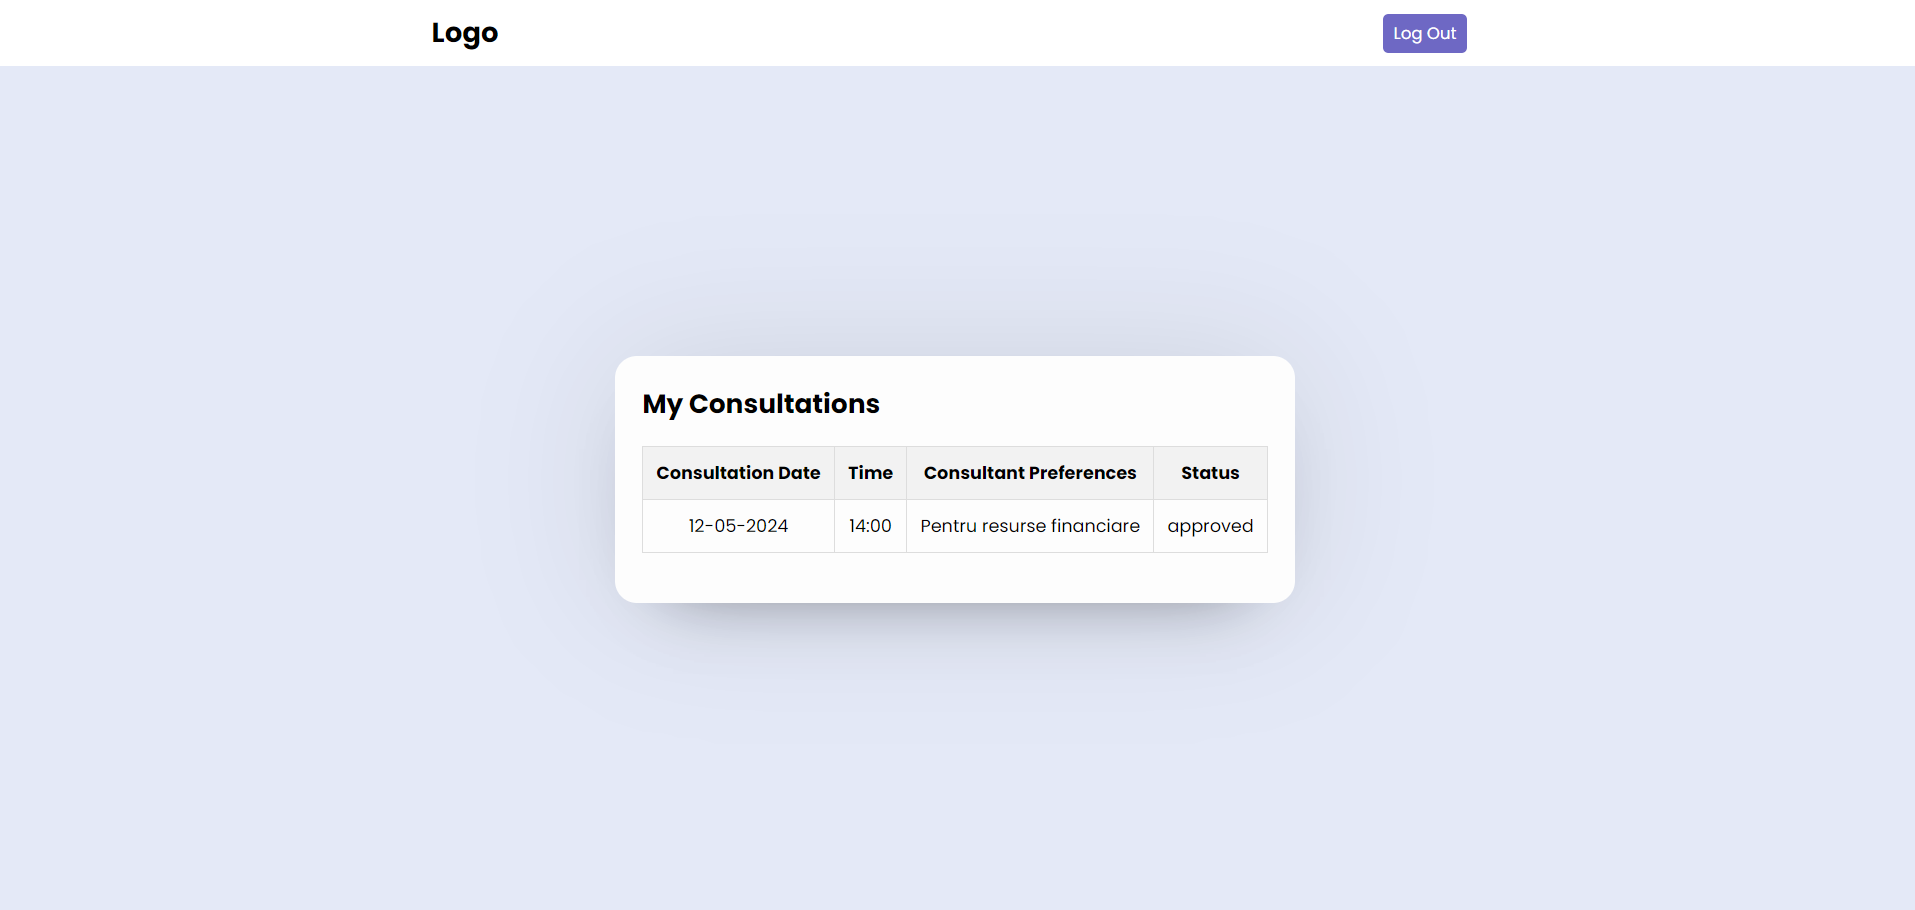 Logo
Log Out
My Consultations
Consultation Date Time Consultant Preferences Status
12-05-2024 14:00 Pentru resurse financiare approved